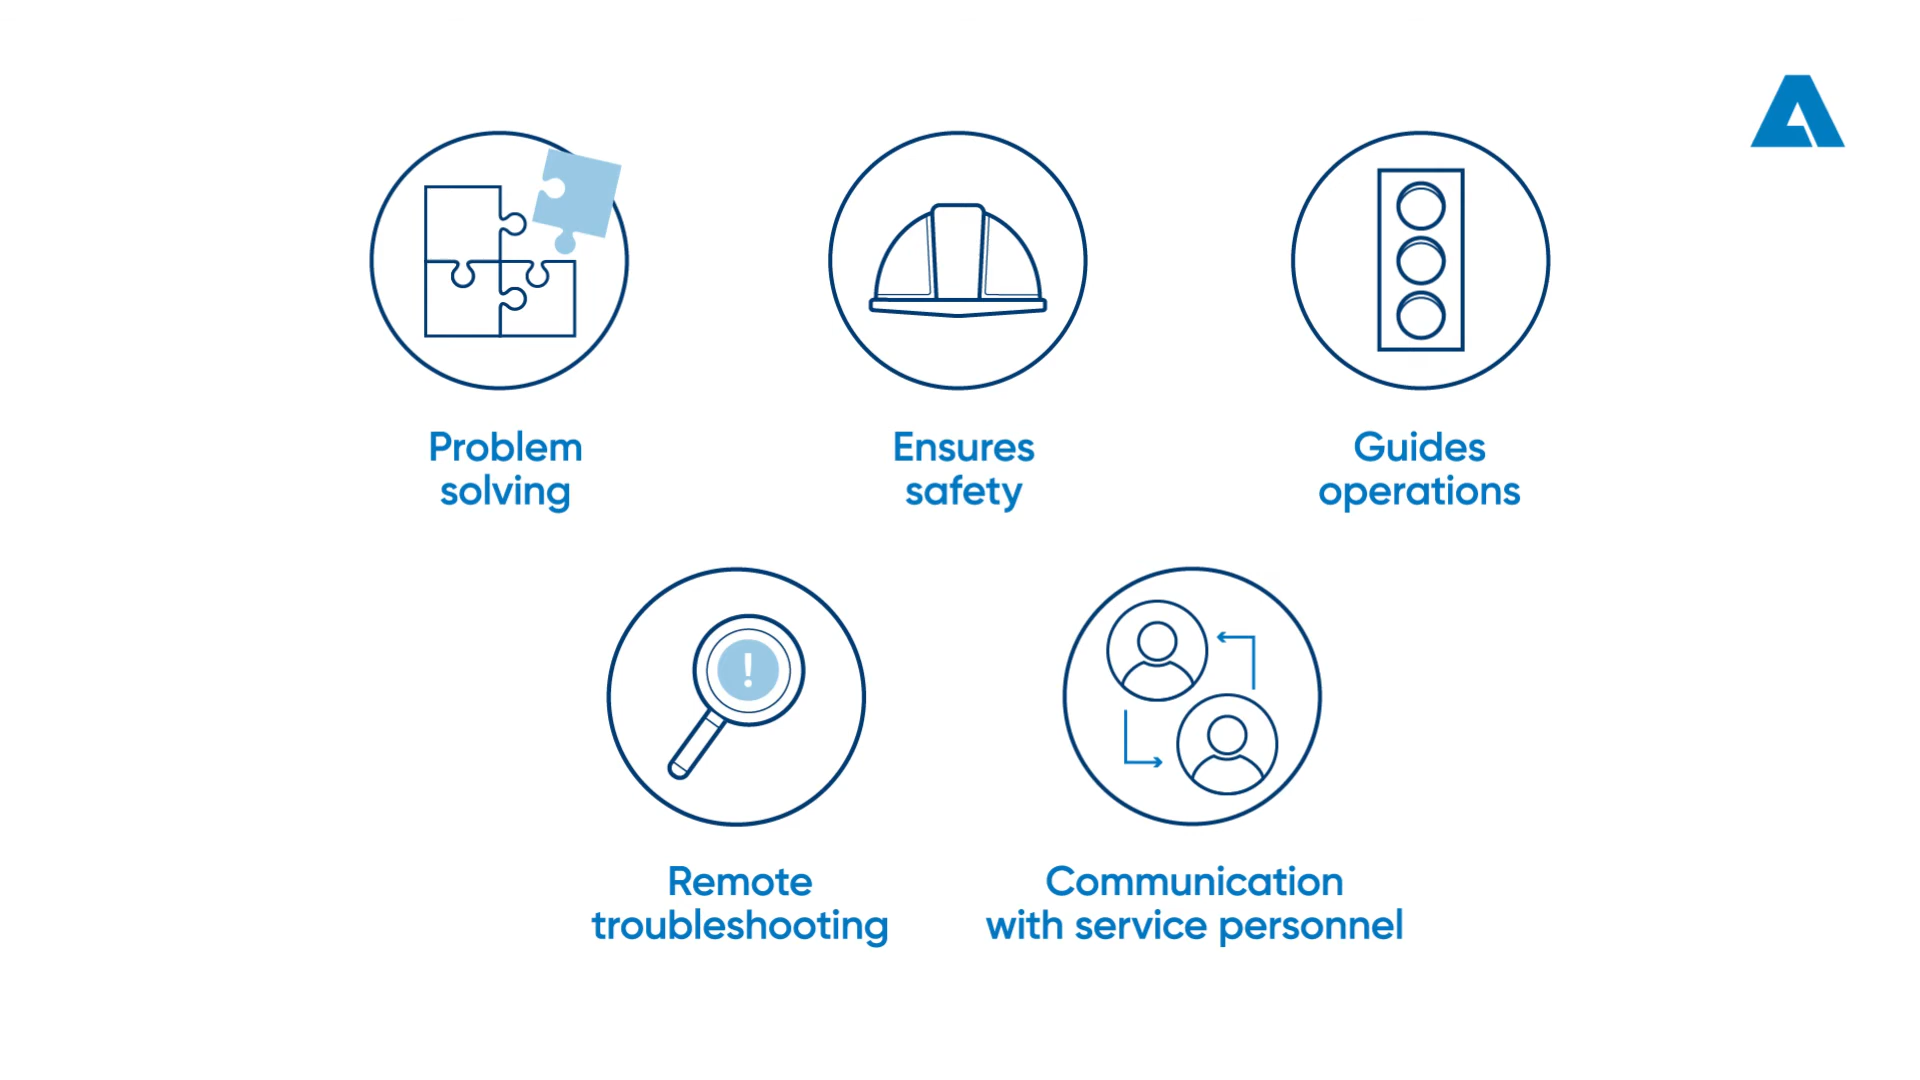 Problem
solving
Ensures
safety
Guides
operations
!
Remote
troubleshooting
Communication
with service personnel